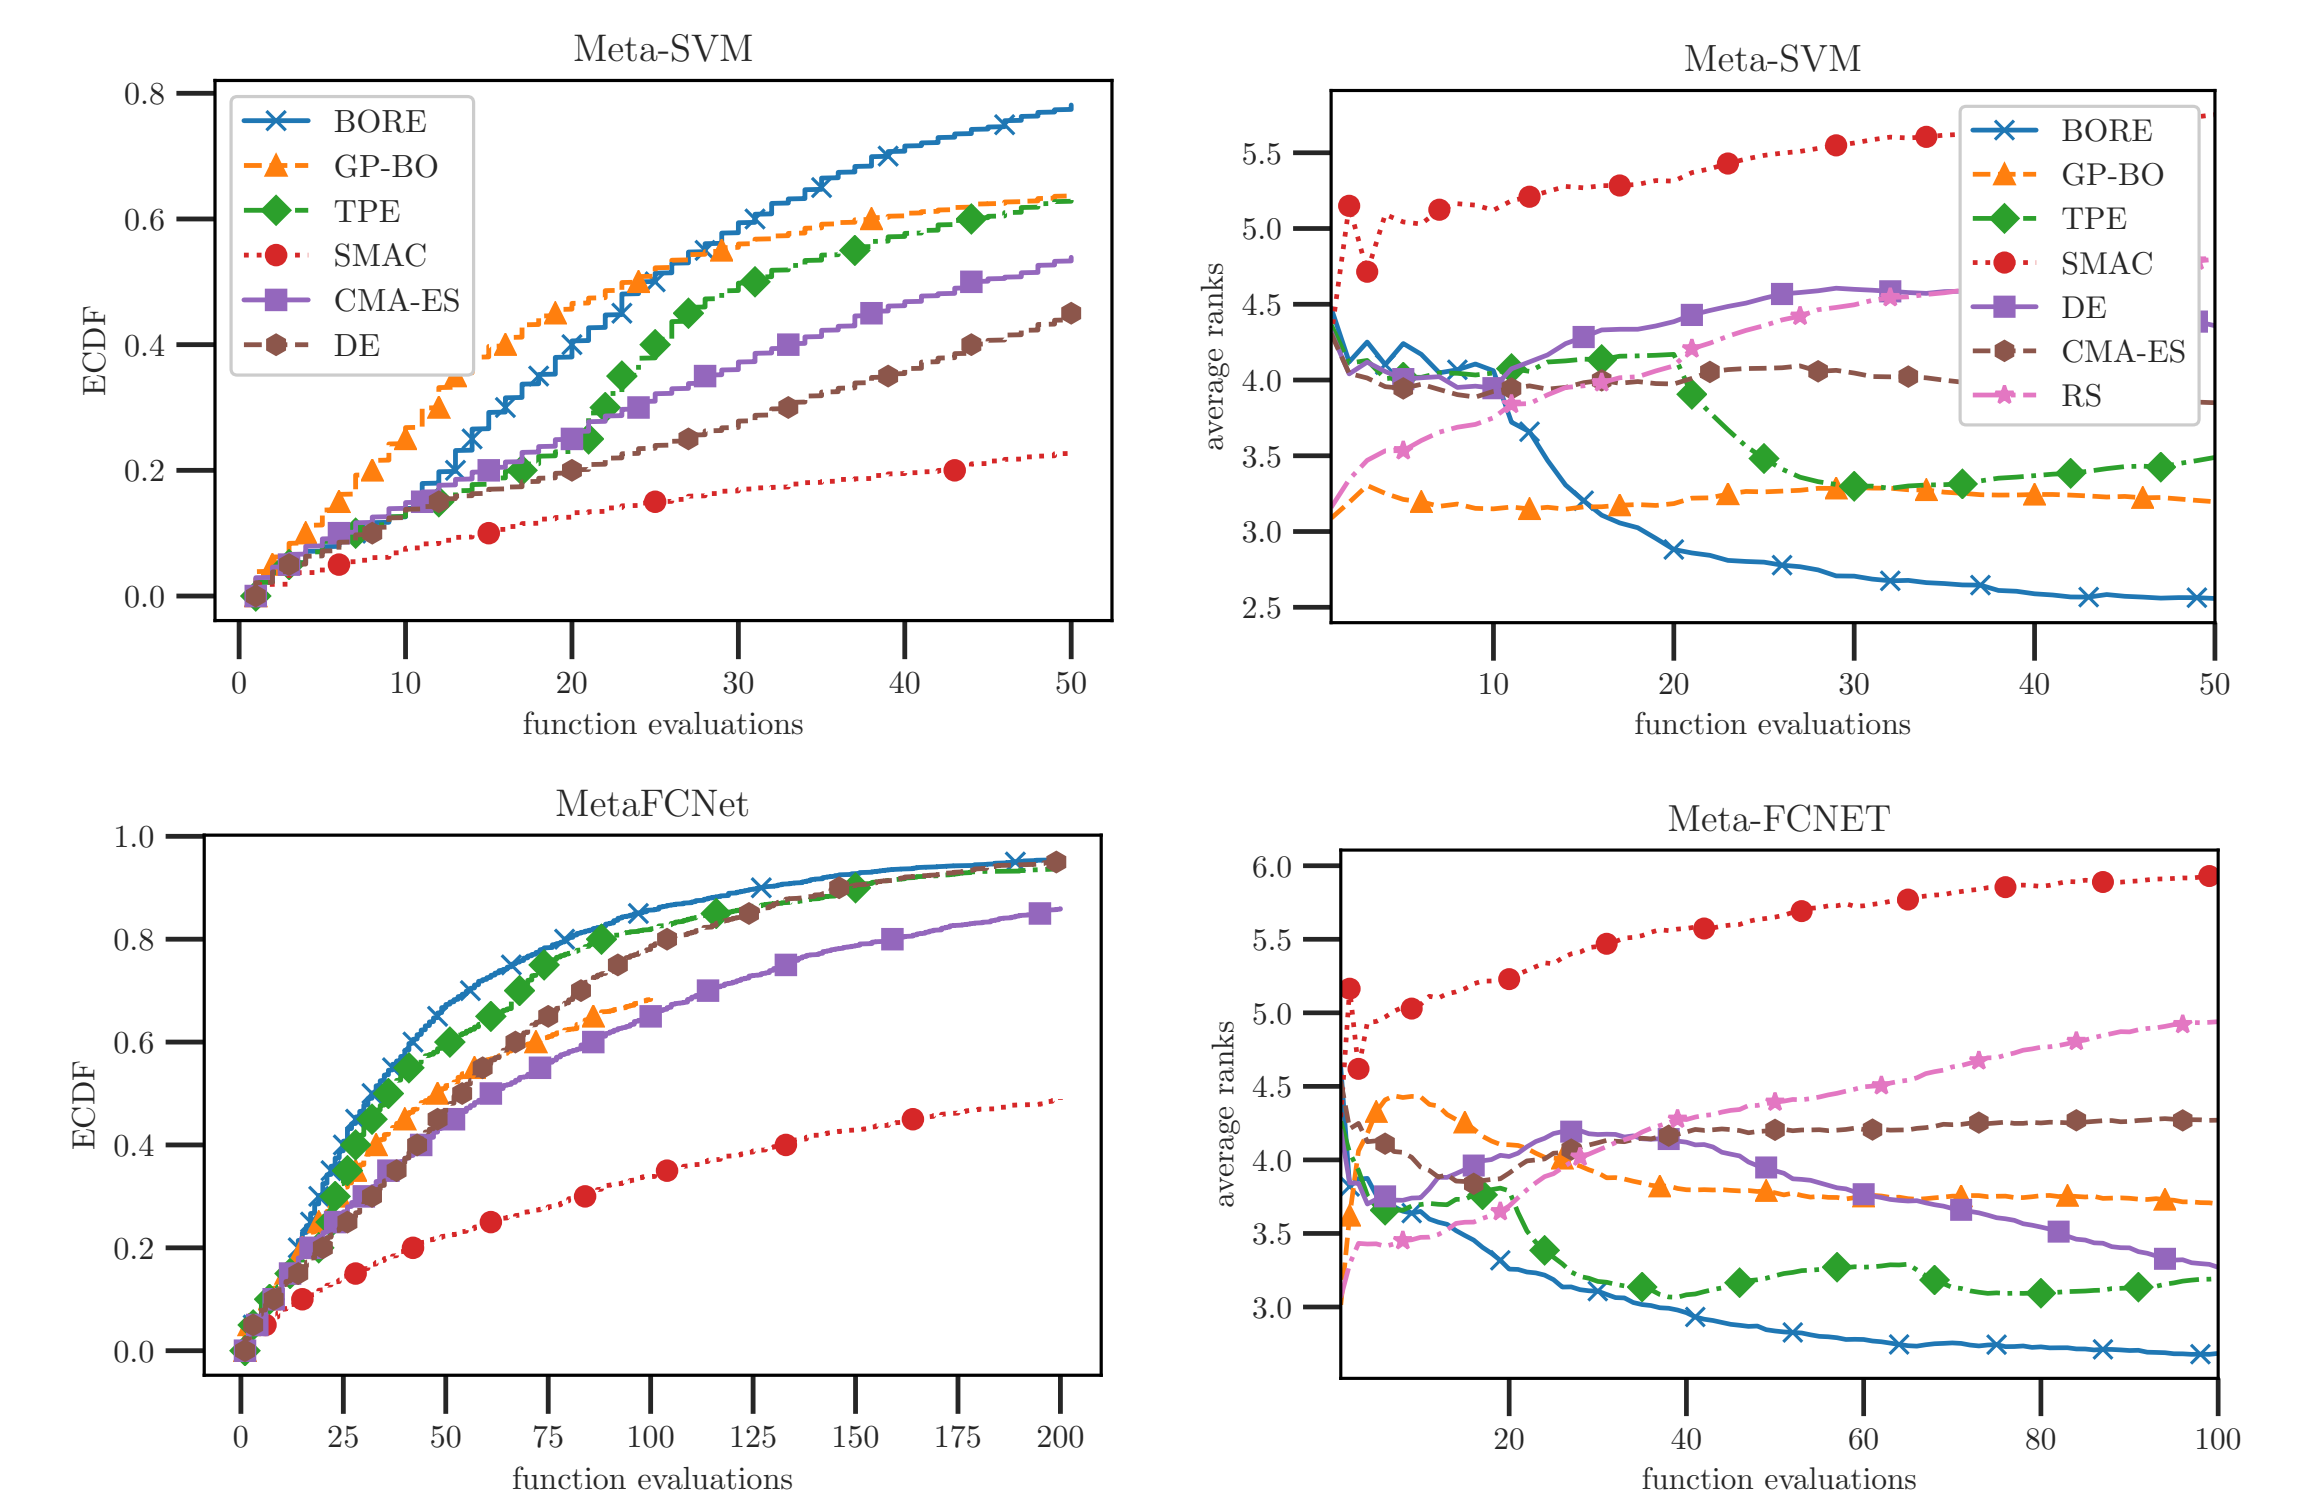 Meta-SVM
0.8
0.6
0.4
0.2
0.0
ECDF
BORE
GP-BO
TPE
SMAC
CMA-ES
DE
0 10 20 30 40 50
function evaluations
Meta-SVM
5.5
5.0
4.5
4.0
3.5
3.0
2.5
average ranks
BORE
GP-BO
TPE
SMAC
DE
CMA-ES
RS
10 20 30 40 50
function evaluations
MetaFCNet
1.0
0.8
0.6
0.4
0.2
0.0
ECDF
0 25 50 75 100 125 150 175 200
function evaluations
Meta-FCNET
6.0
5.5
5.0
4.5
4.0
3.5
3.0
average ranks
20 40 60 80 100
function evaluations